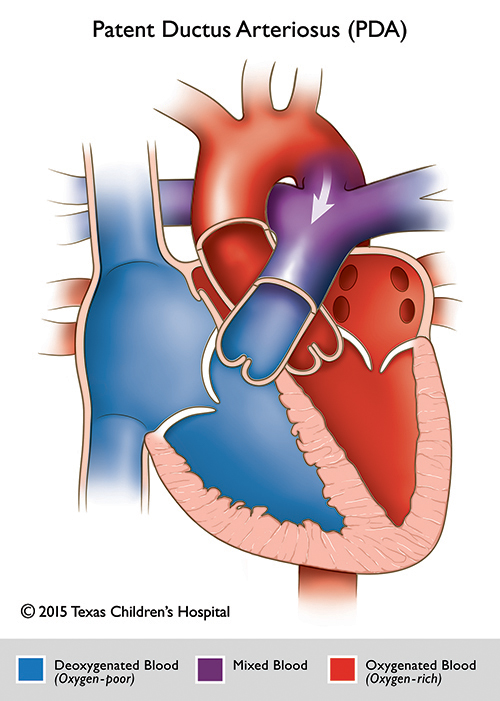 Patent Ductus Arteriosus (PDA)
© 2015 Texas Children's Hospital
Deoxygenated Blood
(Oxygen-poor)
Mixed Blood
Oxygenated Blood
(Oxygen-rich)